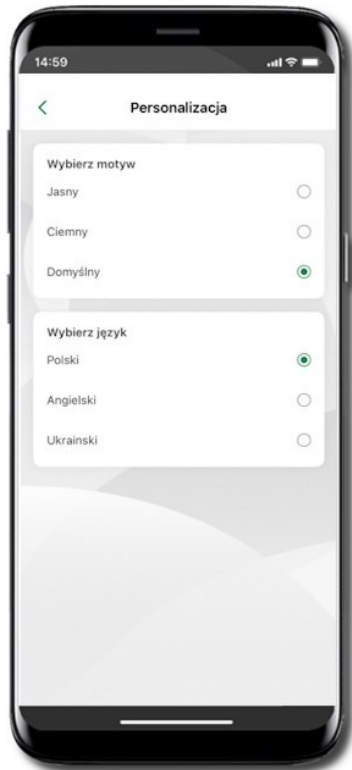 14:59
Personalizacja
Wybierz motyw
Jasny
Ciemny
Domyślny
Wybierz język
Polski
Angielski
Ukrainski